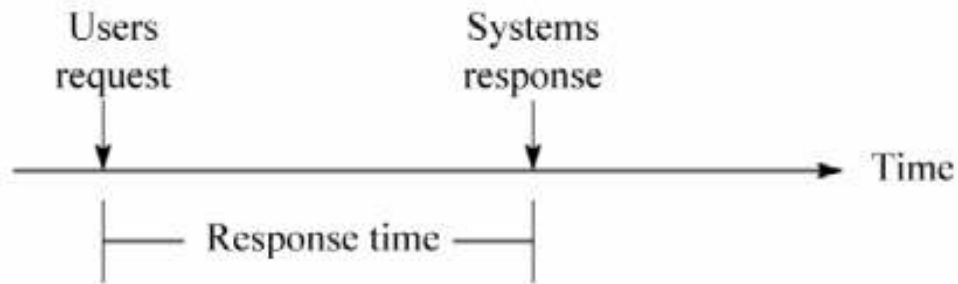 Users
request
Systems
response
Time
Response time